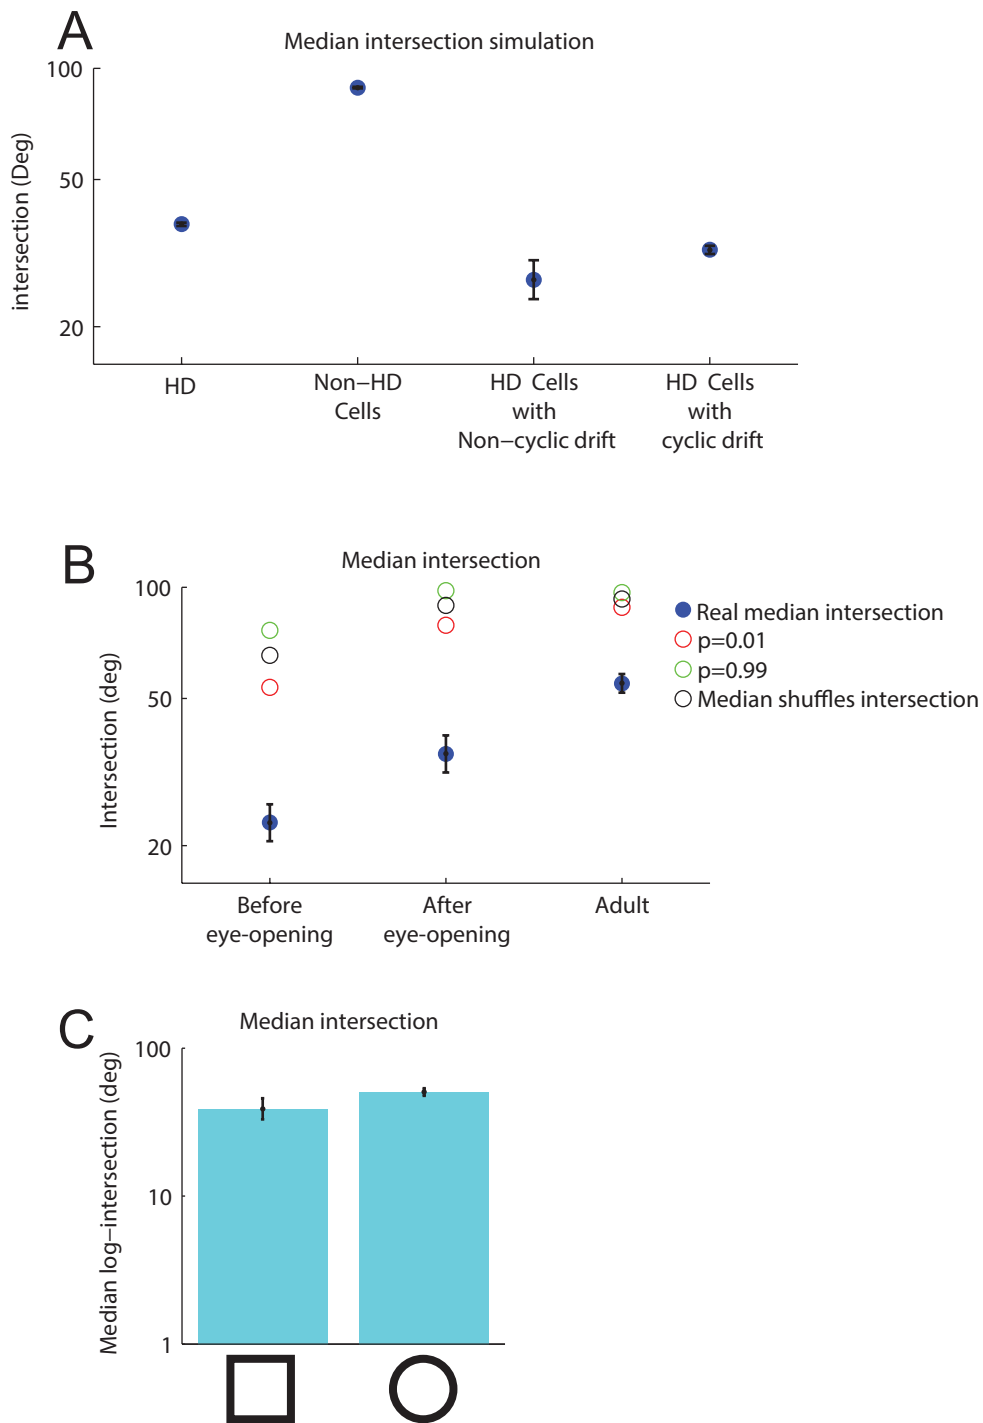 A
Median intersection simulation
intersection (Deg)
100
50
20
HD
Non−HD
Cells
HD Cells
with
Non−cyclic drift
HD Cells
with
cyclic drift
B
Median intersection
Intersection (deg)
100
50
20
Before
eye-opening
After
eye-opening
Adult
Real median intersection
p=0.01
p=0.99
Median shuffles intersection
C
Median intersection
Median log−intersection (deg)
100
10
1